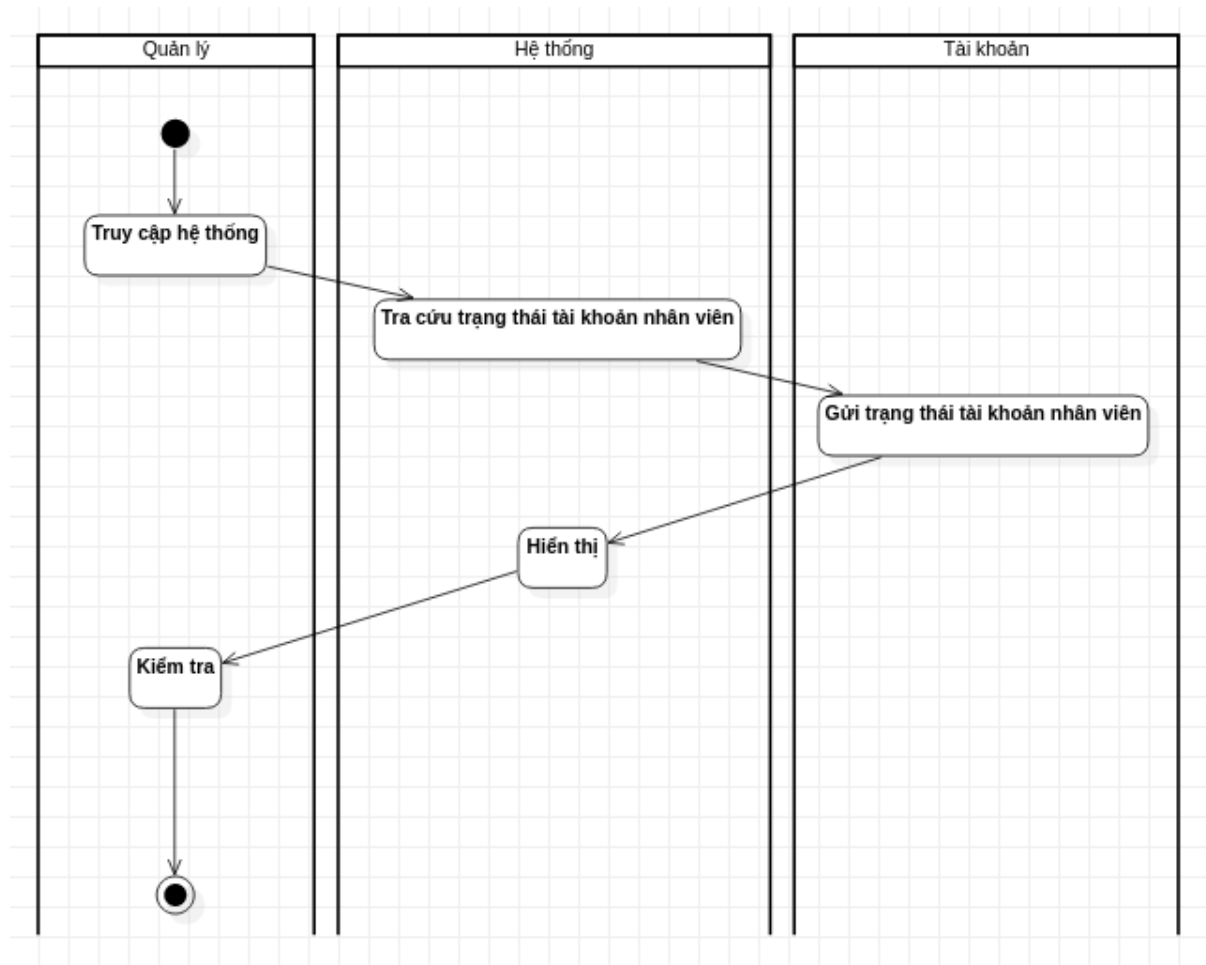 Quản lý
Hệ thống
Tài khoản
Truy cập hệ thống
Tra cứu trạng thái tài khoản nhân viên
Gửi trạng thái tài khoản nhân viên
Hiển thị
Kiểm tra